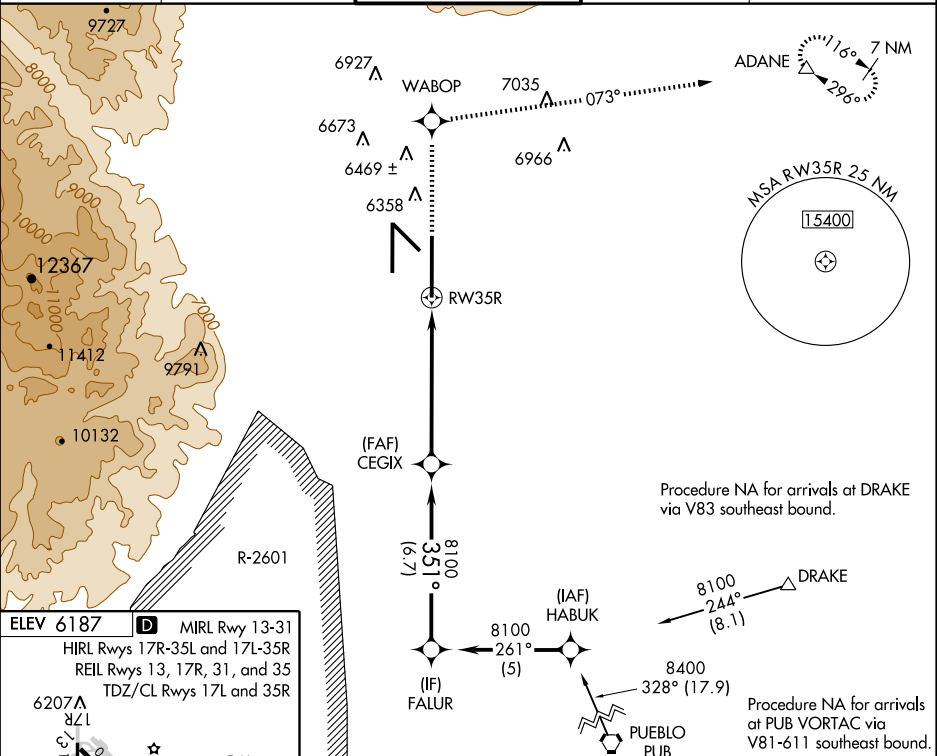 9727
8000
6927
WABOP
7035
073°
ADANE
116°
7 NM
296°
6673
6469 ±
6966
6358
9000
10000
12367
11000
11412
7000
9791
10132
MSA RW35R 25 NM
15400
RW35R
(FAF)
CEGIX
Procedure NA for arrivals at DRAKE
via V83 southeast bound.
R-2601
8100
351°
(6.7)
8100
244°
(8.1)
DRAKE
(IAF)
HABUK
8100
261°
(5)
(IF)
FALUR
8400
328° (17.9)
PUEBLO
PUB
Procedure NA for arrivals
at PUB VORTAC via
V81-611 southeast bound.
ELEV 6187
D
MIRL Rwy 13-31
HIRL Rwys 17R-35L and 17L-35R
REIL Rwys 13, 17R, 31, and 35
TDZ/CL Rwys 17L and 35R
6207
17R
13